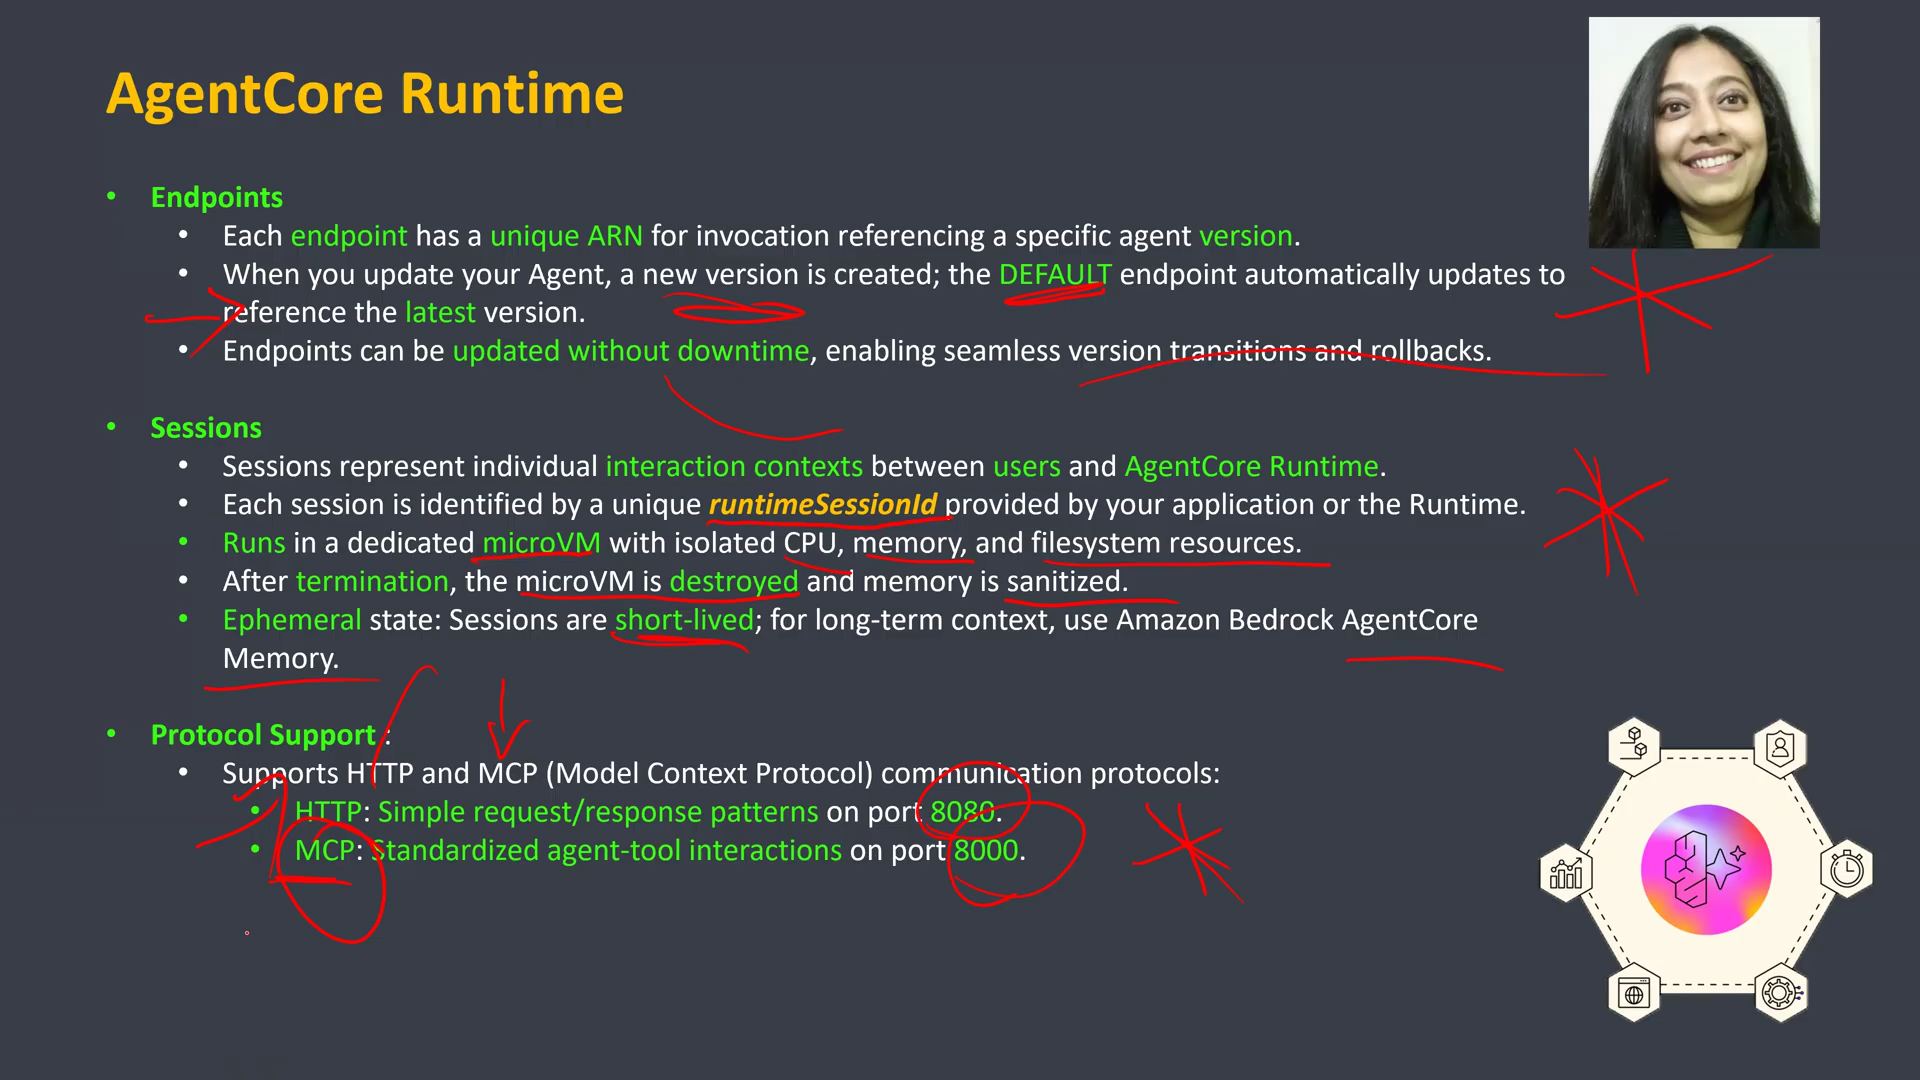 AgentCore Runtime
• Endpoints
• Each endpoint has a unique ARN for invocation referencing a specific agent version.
• When you update your Agent, a new version is created; the DEFAULT endpoint automatically updates to
reference the latest version.
• Endpoints can be updated without downtime, enabling seamless version transitions and rollbacks.
• Sessions
• Sessions represent individual interaction contexts between users and AgentCore Runtime.
• Each session is identified by a unique runtimeSessionId provided by your application or the Runtime.
• Runs in a dedicated microVM with isolated CPU, memory, and filesystem resources.
• After termination, the microVM is destroyed and memory is sanitized.
• Ephemeral state: Sessions are short-lived; for long-term context, use Amazon Bedrock AgentCore
Memory.
• Protocol Support :
• Supports HTTP and MCP (Model Context Protocol) communication protocols:
• HTTP: Simple request/response patterns on port 8080.
• MCP: Standardized agent-tool interactions on port 8000.